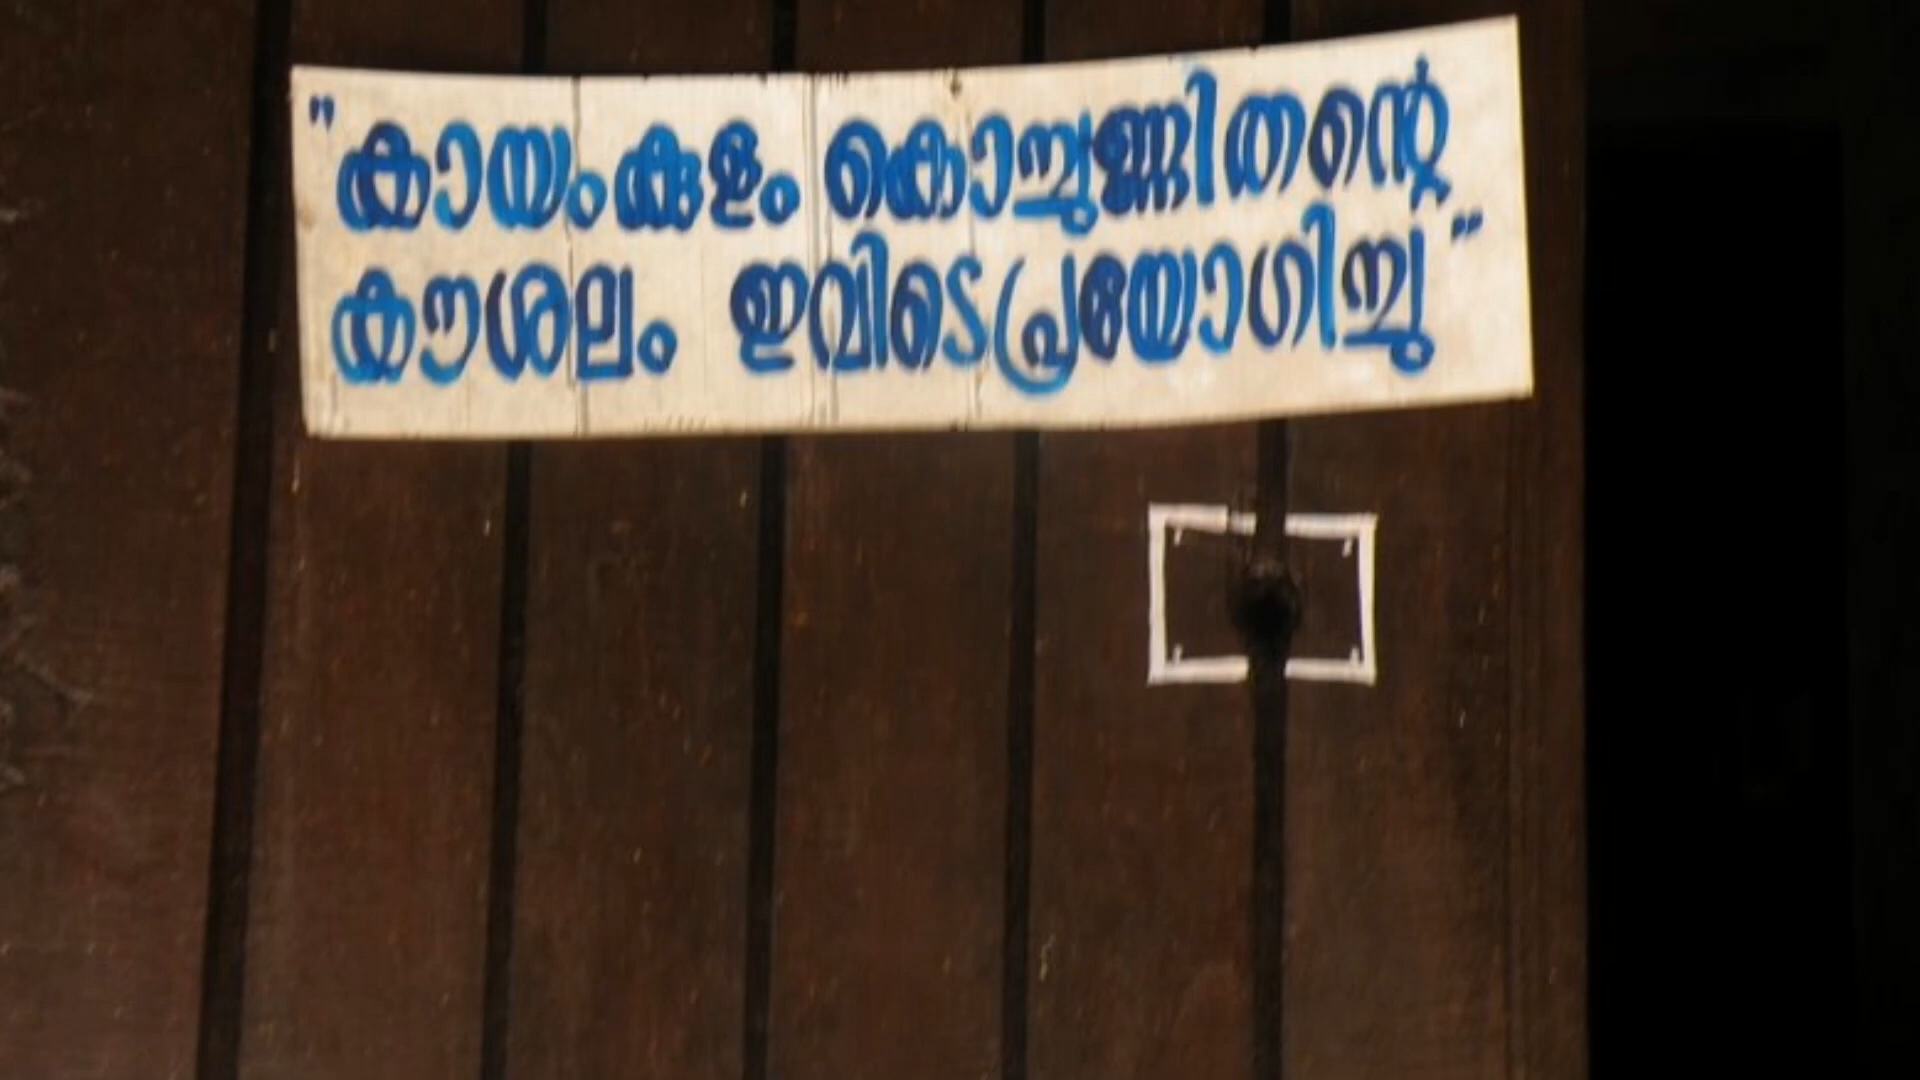 "കായംകുളം കൊച്ചുണ്ണിതന്റെ
കൗശലം ഇവിടെപ്രയോഗിച്ചു"